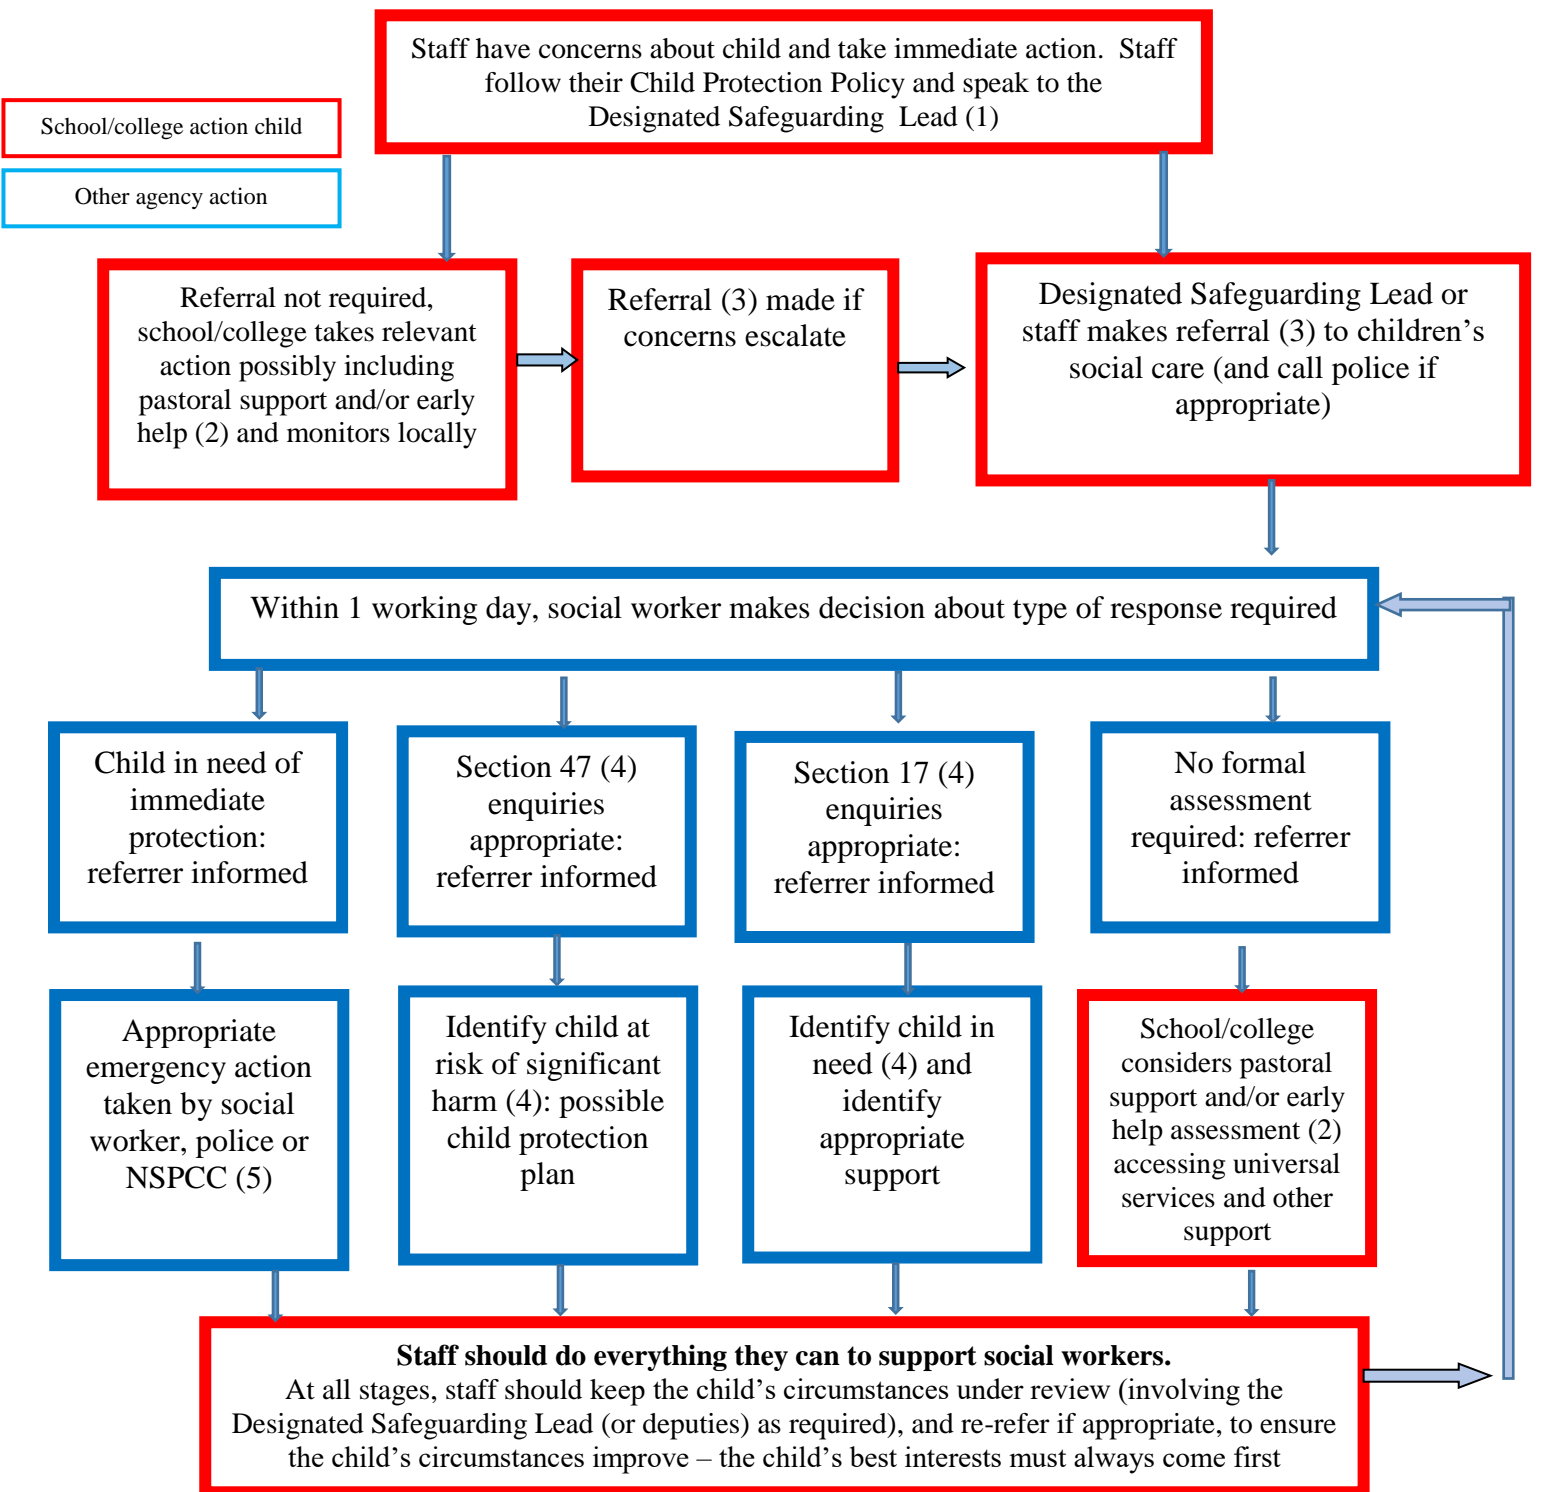 Staff have concerns about child and take immediate action.  Staff
follow their Child Protection Policy and speak to the
Designated Safeguarding  Lead (1)
School/college action child
Other agency action
Referral not required,
school/college takes relevant
action possibly including
pastoral support and/or early
help (2) and monitors locally
Referral (3) made if
concerns escalate
Designated Safeguarding Lead or
staff makes referral (3) to children’s
social care (and call police if
appropriate)
Within 1 working day, social worker makes decision about type of response required
Child in need of
immediate
protection:
referrer informed
Section 47 (4)
enquiries
appropriate:
referrer informed
Section 17 (4)
enquiries
appropriate:
referrer informed
No formal
assessment
required: referrer
informed
Appropriate
emergency action
taken by social
worker, police or
NSPCC (5)
Identify child at
risk of significant
harm (4): possible
child protection
plan
Identify child in
need (4) and
identify
appropriate
support
School/college
considers pastoral
support and/or early
help assessment (2)
accessing universal
services and other
support
Staff should do everything they can to support social workers.
At all stages, staff should keep the child’s circumstances under review (involving the
Designated Safeguarding Lead (or deputies) as required), and re-refer if appropriate, to ensure
the child’s circumstances improve – the child’s best interests must always come first